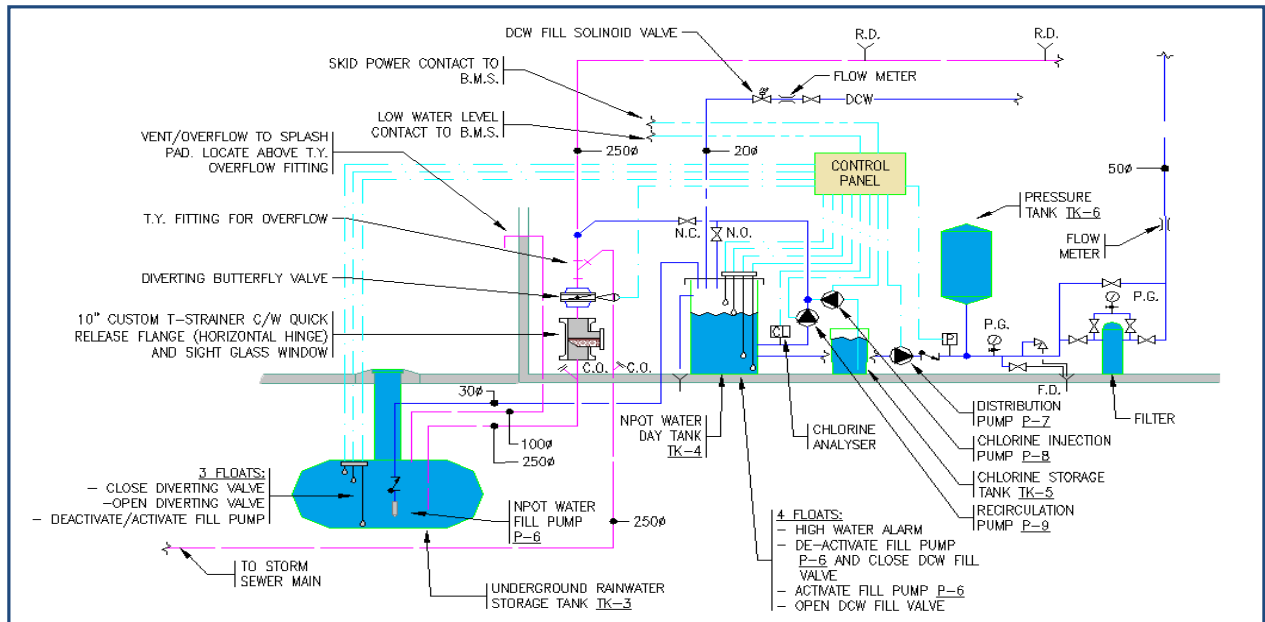 DCW FILL SOLINOID VALVE
R.D.
R.D.
SKID POWER CONTACT TO
B.M.S.
FLOW METER
DCW
LOW WATER LEVEL
CONTACT TO B.M.S.
VENT/OVERFLOW TO SPLASH
PAD. LOCATE ABOVE T.Y.
OVERFLOW FITTING
250ø
20ø
CONTROL
PANEL
50ø
PRESSURE
TANK TK-6
T.Y. FITTING FOR OVERFLOW
N.C.
N.O.
FLOW
METER
DIVERTING BUTTERFLY VALVE
P.G.
10" CUSTOM T-STRAINER C/W QUICK
RELEASE FLANGE (HORIZONTAL HINGE)
AND SIGHT GLASS WINDOW
CL
P
P.G.
C.O.
C.O.
F.D.
30ø
100ø
250ø
NPOT WATER
DAY TANK
TK-4
CHLORINE
ANALYSER
DISTRIBUTION
PUMP P-7
FILTER
CHLORINE INJECTION
PUMP P-8
CHLORINE STORAGE
TANK TK-5
RECIRCULATION
PUMP P-9
3 FLOATS:
- CLOSE DIVERTING VALVE
-OPEN DIVERTING VALVE
- DEACTIVATE/ACTIVATE FILL PUMP
NPOT WATER
FILL PUMP
P-6
250ø
4 FLOATS:
- HIGH WATER ALARM
- DE-ACTIVATE FILL PUMP
P-6 AND CLOSE DCW FILL
VALVE
- ACTIVATE FILL PUMP P-6
- OPEN DCW FILL VALVE
TO STORM
SEWER MAIN
UNDERGROUND RAINWATER
STORAGE TANK TK-3